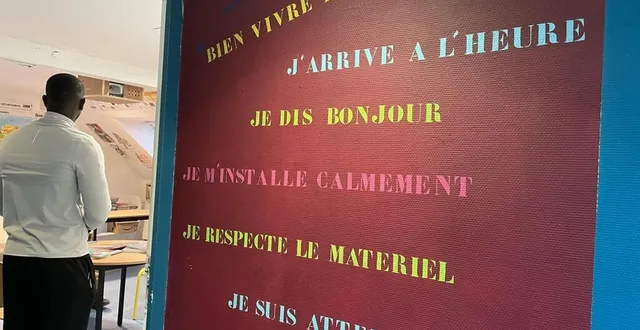 BIEN VIVRE
J'ARRIVE A L'HEURE
JE DIS BONJOUR
JE M'INSTALLE CALMEMENT
JE RESPECTE LE MATERIEL
JE SUIS